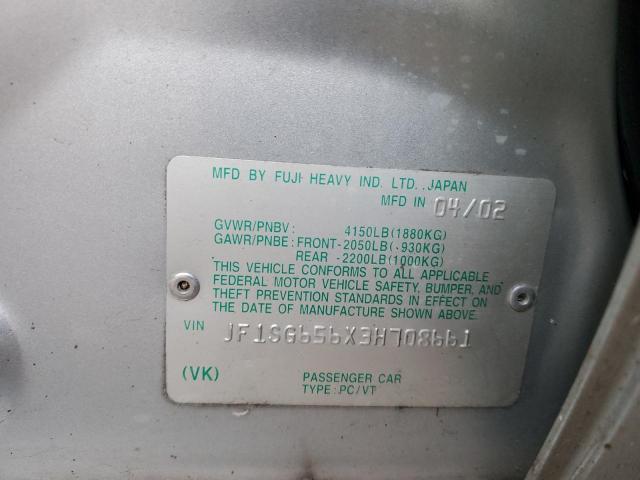 MFD BY FUJI HEAVY IND. LTD., JAPAN
MFD IN 04/02
GVWR/PNBV: 4150LB(1880KG)
GAWR/PNBE: FRONT-2050LB( 930KG)
REAR -2200LB(1000KG)
THIS VEHICLE CONFORMS TO ALL APPLICABLE
FEDERAL MOTOR VEHICLE SAFETY, BUMPER, AND
THEFT PREVENTION STANDARDS IN EFFECT ON
THE DATE OF MANUFACTURE SHOWN ABOVE.
VIN JF1SG656X3H708661
(VK) PASSENGER CAR
TYPE: PC/VT